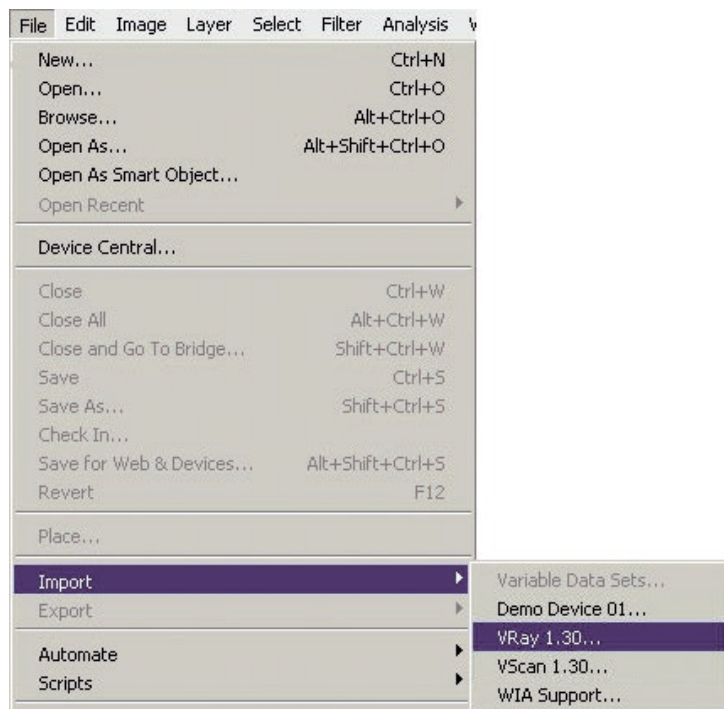 File Edit Image Layer Select Filter Analysis
New... Ctrl+N
Open... Ctrl+O
Browse... Alt+Ctrl+O
Open As... Alt+Shift+Ctrl+O
Open As Smart Object...
Open Recent
Device Central...
Close Ctrl+W
Close All Alt+Ctrl+W
Close and Go To Bridge... Shift+Ctrl+W
Save Ctrl+S
Save As... Shift+Ctrl+S
Check In...
Save for Web & Devices... Alt+Shift+Ctrl+S
Revert F12
Place...
Import
Export
Automate
Scripts
Variable Data Sets...
Demo Device 01...
VRay 1.30...
VScan 1.30...
WIA Support...